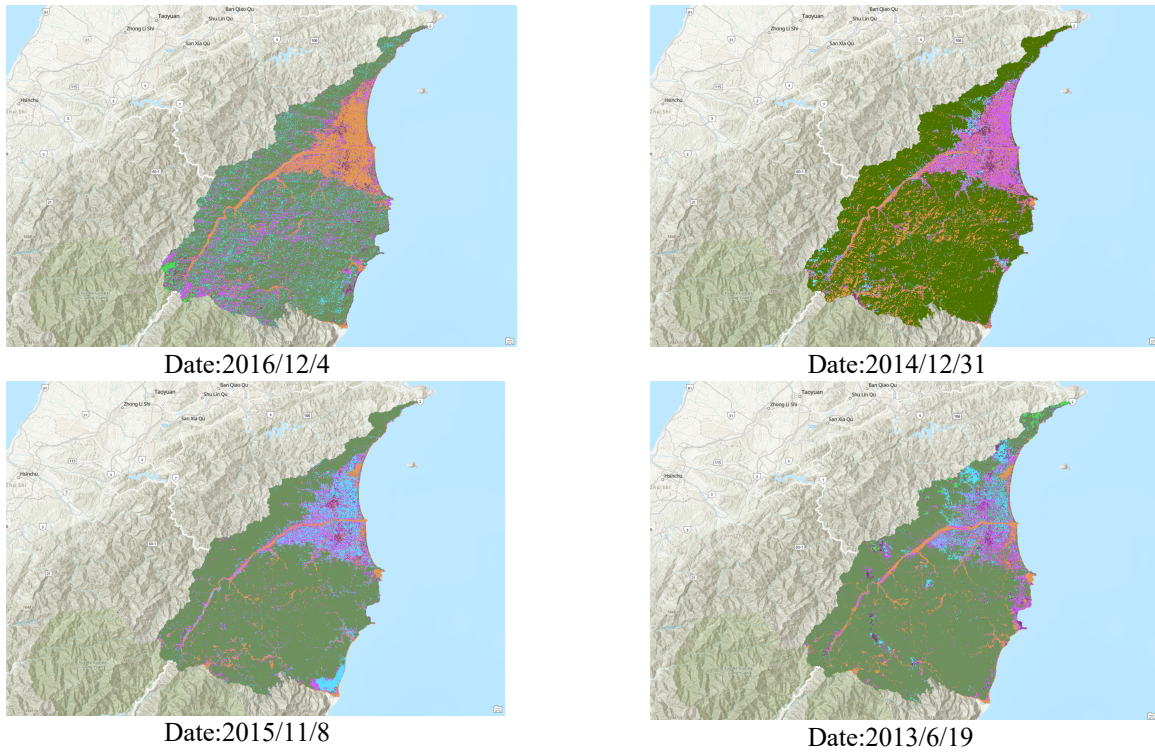 Ban Qiao Qu
Taoyuan
Shu Lin Qu
Zhong Li Shi
San Xia Qu
Hsinchu
Date:2016/12/4
Ban Qiao Qu
Taoyuan
Shu Lin Qu
Zhong Li Shi
San Xia Qu
Hsinchu
Date:2014/12/31
Ban Qiao Qu
Taoyuan
Shu Lin Qu
Zhong Li Shi
San Xia Qu
Hsinchu
Date:2015/11/8
Ban Qiao Qu
Taoyuan
Shu Lin Qu
Zhong Li Shi
San Xia Qu
Hsinchu
Date:2013/6/19